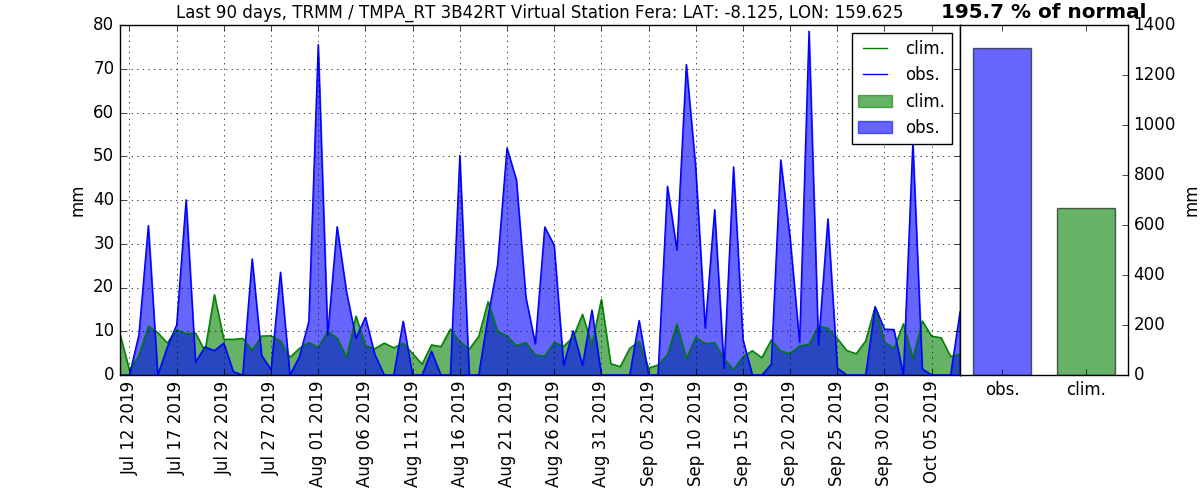 Last 90 days, TRMM / TMPA_RT 3B42RT Virtual Station Fera: LAT: -8.125, LON: 159.625
195.7 % of normal
80
70
60
50
40
30
20
10
0
mm
clim.
obs.
clim.
obs.
Jul 12 2019
Jul 17 2019
Jul 22 2019
Jul 27 2019
Aug 01 2019
Aug 06 2019
Aug 11 2019
Aug 16 2019
Aug 21 2019
Aug 26 2019
Aug 31 2019
Sep 05 2019
Sep 10 2019
Sep 15 2019
Sep 20 2019
Sep 25 2019
Sep 30 2019
Oct 05 2019
1400
1200
1000
800
600
400
200
0
mm
obs.
clim.